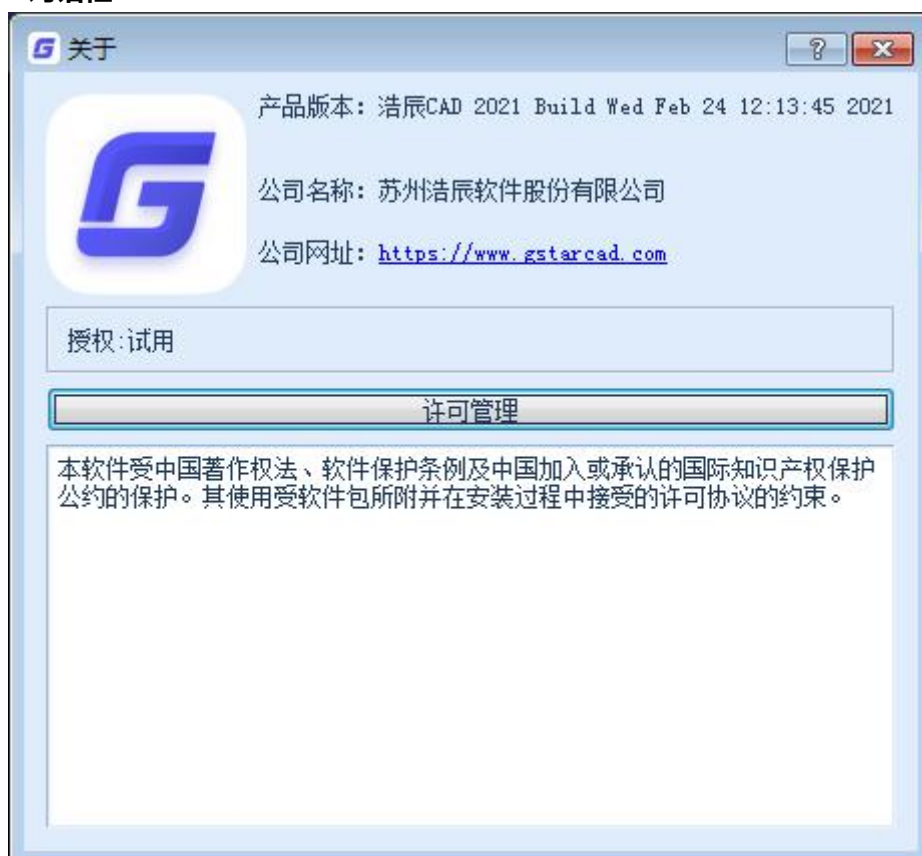 关于
产品版本：浩辰CAD 2021 Build Wed Feb 24 12:13:45 2021
公司名称：苏州浩辰软件股份有限公司
公司网址：https://www.gstarcad.com
授权:试用
许可管理
本软件受中国著作权法、软件保护条例及中国加入或承认的国际知识产权保护
公约的保护。其使用受软件包所附并在安装过程中接受的许可协议的约束。